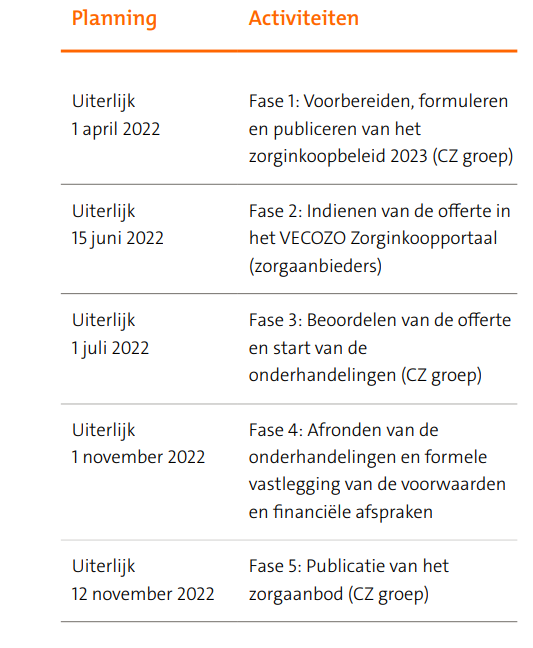 Planning Activiteiten
Uiterlijk
1 april 2022
Fase 1: Voorbereiden, formuleren
en publiceren van het
zorginkoopbeleid 2023 (CZ groep)
Uiterlijk
15 juni 2022
Fase 2: Indienen van de offerte in
het VECOZO Zorginkoopportaal
(zorgaanbieders)
Uiterlijk
1 juli 2022
Fase 3: Beoordelen van de offerte
en start van de
onderhandelingen (CZ groep)
Uiterlijk
1 november 2022
Fase 4: Afronden van de
onderhandelingen en formele
vastlegging van de voorwaarden
en financiële afspraken
Uiterlijk
12 november 2022
Fase 5: Publicatie van het
zorgaanbod (CZ groep)